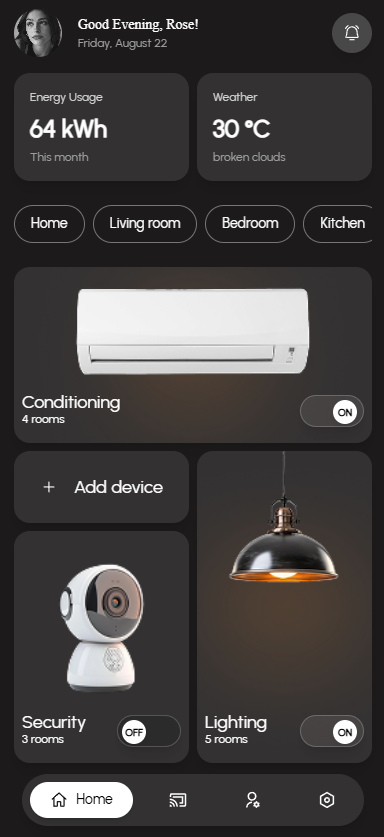 Good Evening, Rose!
Friday, August 22
Energy Usage
64 kWh
This month
Weather
30 °C
broken clouds
Home
Living room
Bedroom
Kitchen
Conditioning
4 rooms
ON
+ Add device
Security
3 rooms
OFF
Lighting
5 rooms
ON
Home